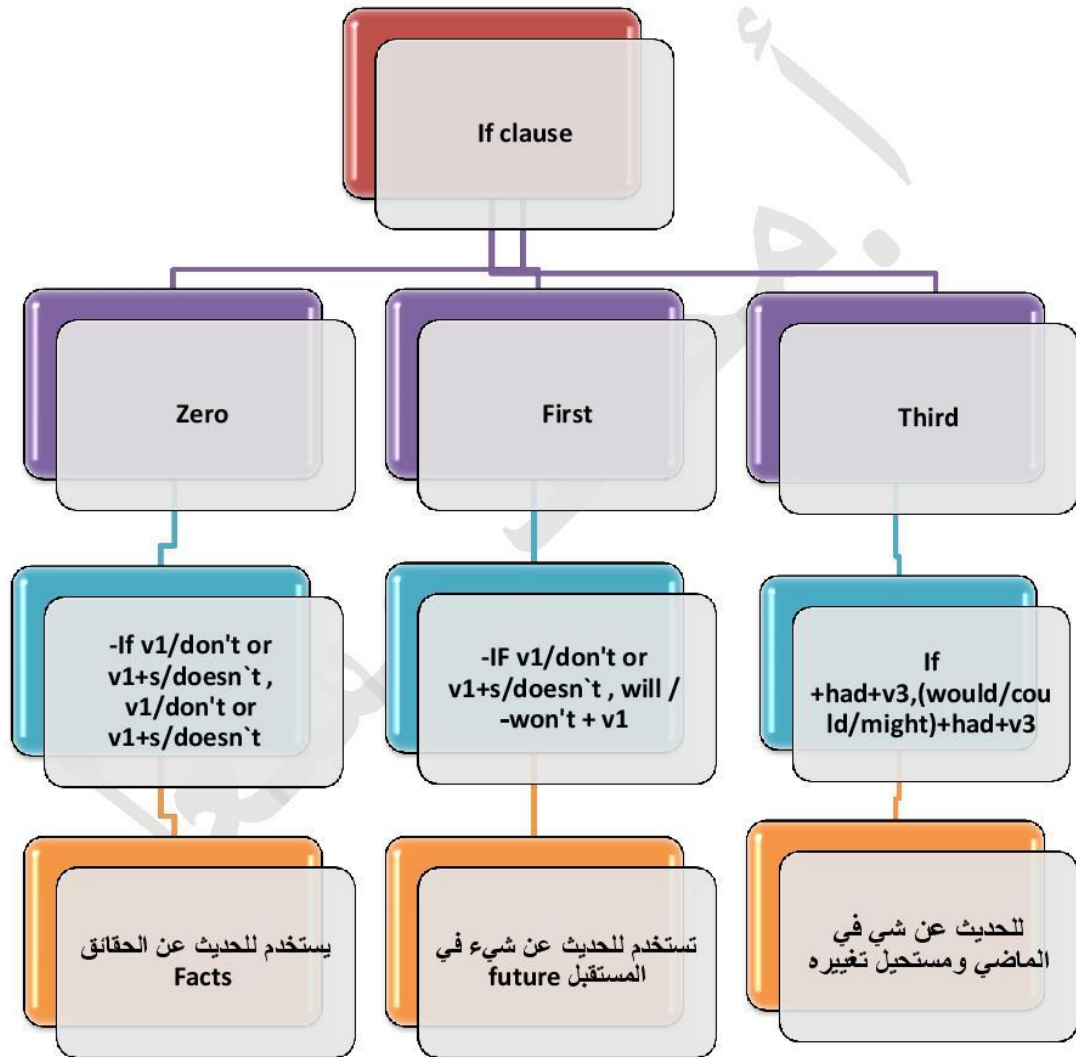 If clause
Zero
First
Third
-If v1/don't or
v1+s/doesn`t ,
v1/don't or
v1+s/doesn`t
-IF v1/don't or
v1+s/doesn`t , will /
-won't + v1
If
+had+v3,(would/cou
ld/might)+had+v3
يستخدم للحديث عن الحقائق
Facts
تستخدم للحديث عن شيء في
المستقبل future
للحديث عن شي في
الماضي ومستحيل تغييره